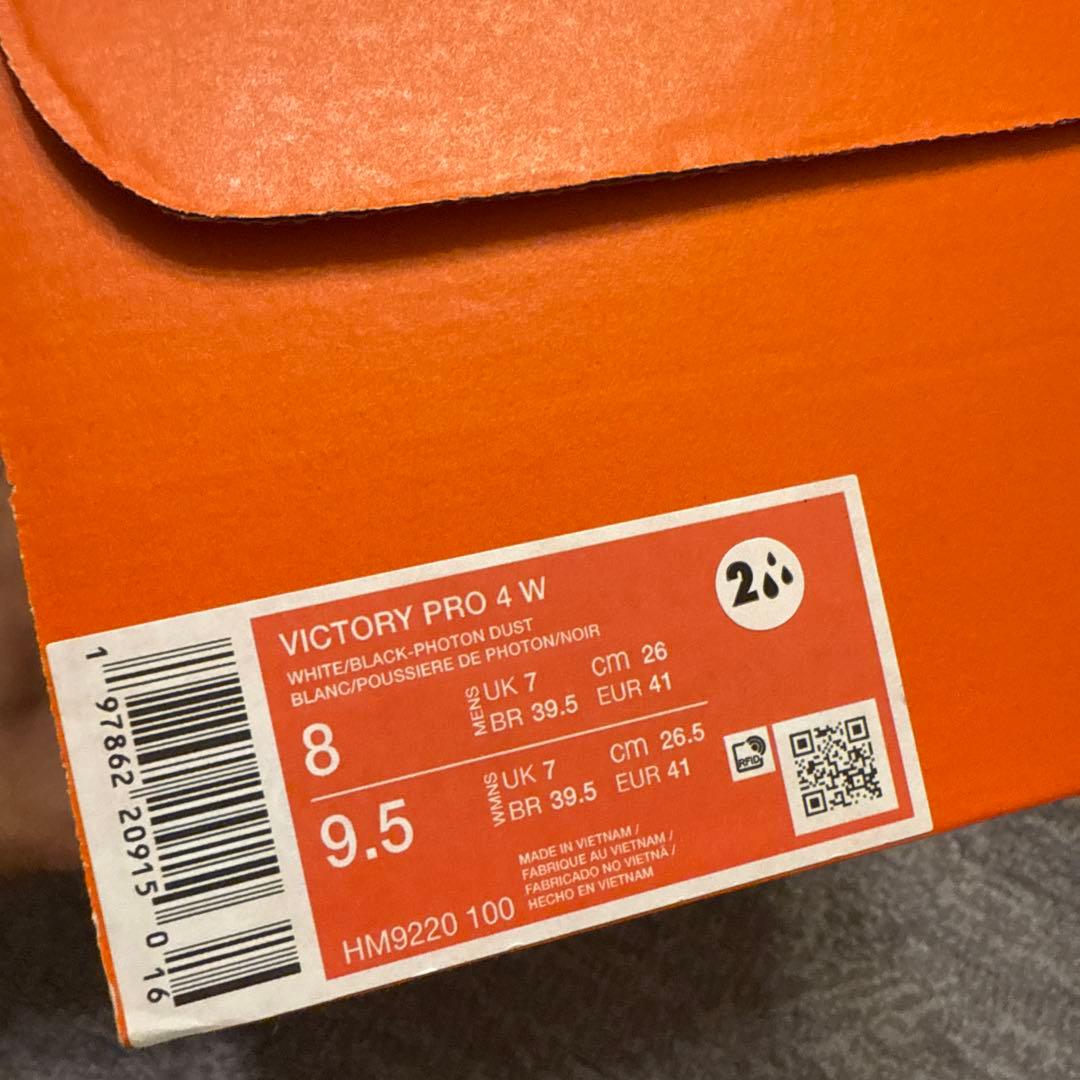 VICTORY PRO 4 W
WHITE/BLACK-PHOTON DUST
BLANC/POUSSIERE DE PHOTON/NOIR
8 MENS UK 7 cm 26
BR 39.5 EUR 41
9.5 WMNS UK 7 cm 26.5
BR 39.5 EUR 41
MADE IN VIETNAM /
FABRIQUE AU VIETNAM /
FABRICADO NO VIETNÃ /
HECHO EN VIETNAM
HM9220 100
2
RFID
1 97862 20915 0 16